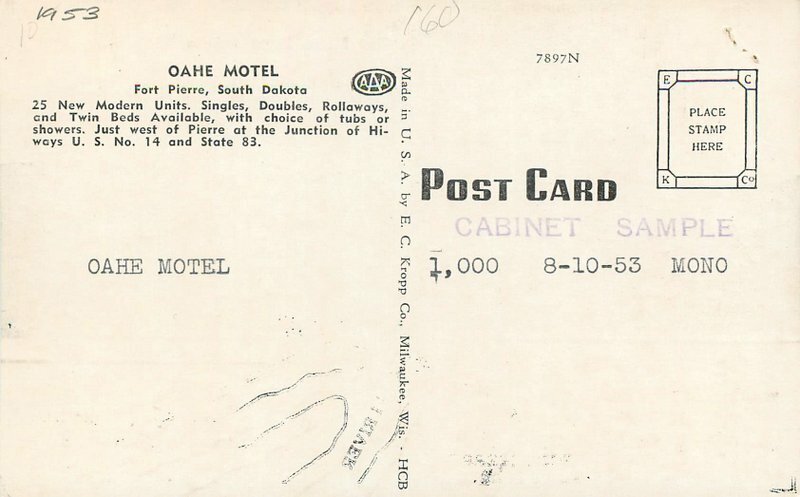 1953
160
OAHE MOTEL
Fort Pierre, South Dakota
AAA
25 New Modern Units. Singles, Doubles, Rollaways,
and Twin Beds Available, with choice of tubs or
showers. Just west of Pierre at the Junction of Hi-
ways U. S. No. 14 and State 83.
OAHE MOTEL
Made in U. S. A. by E. C. Kropp Co., Milwaukee, Wis. - HCB
7897N
E C
PLACE
STAMP
HERE
K Co
POST CARD
CABINET SAMPLE
1,000 8-10-53 MONO